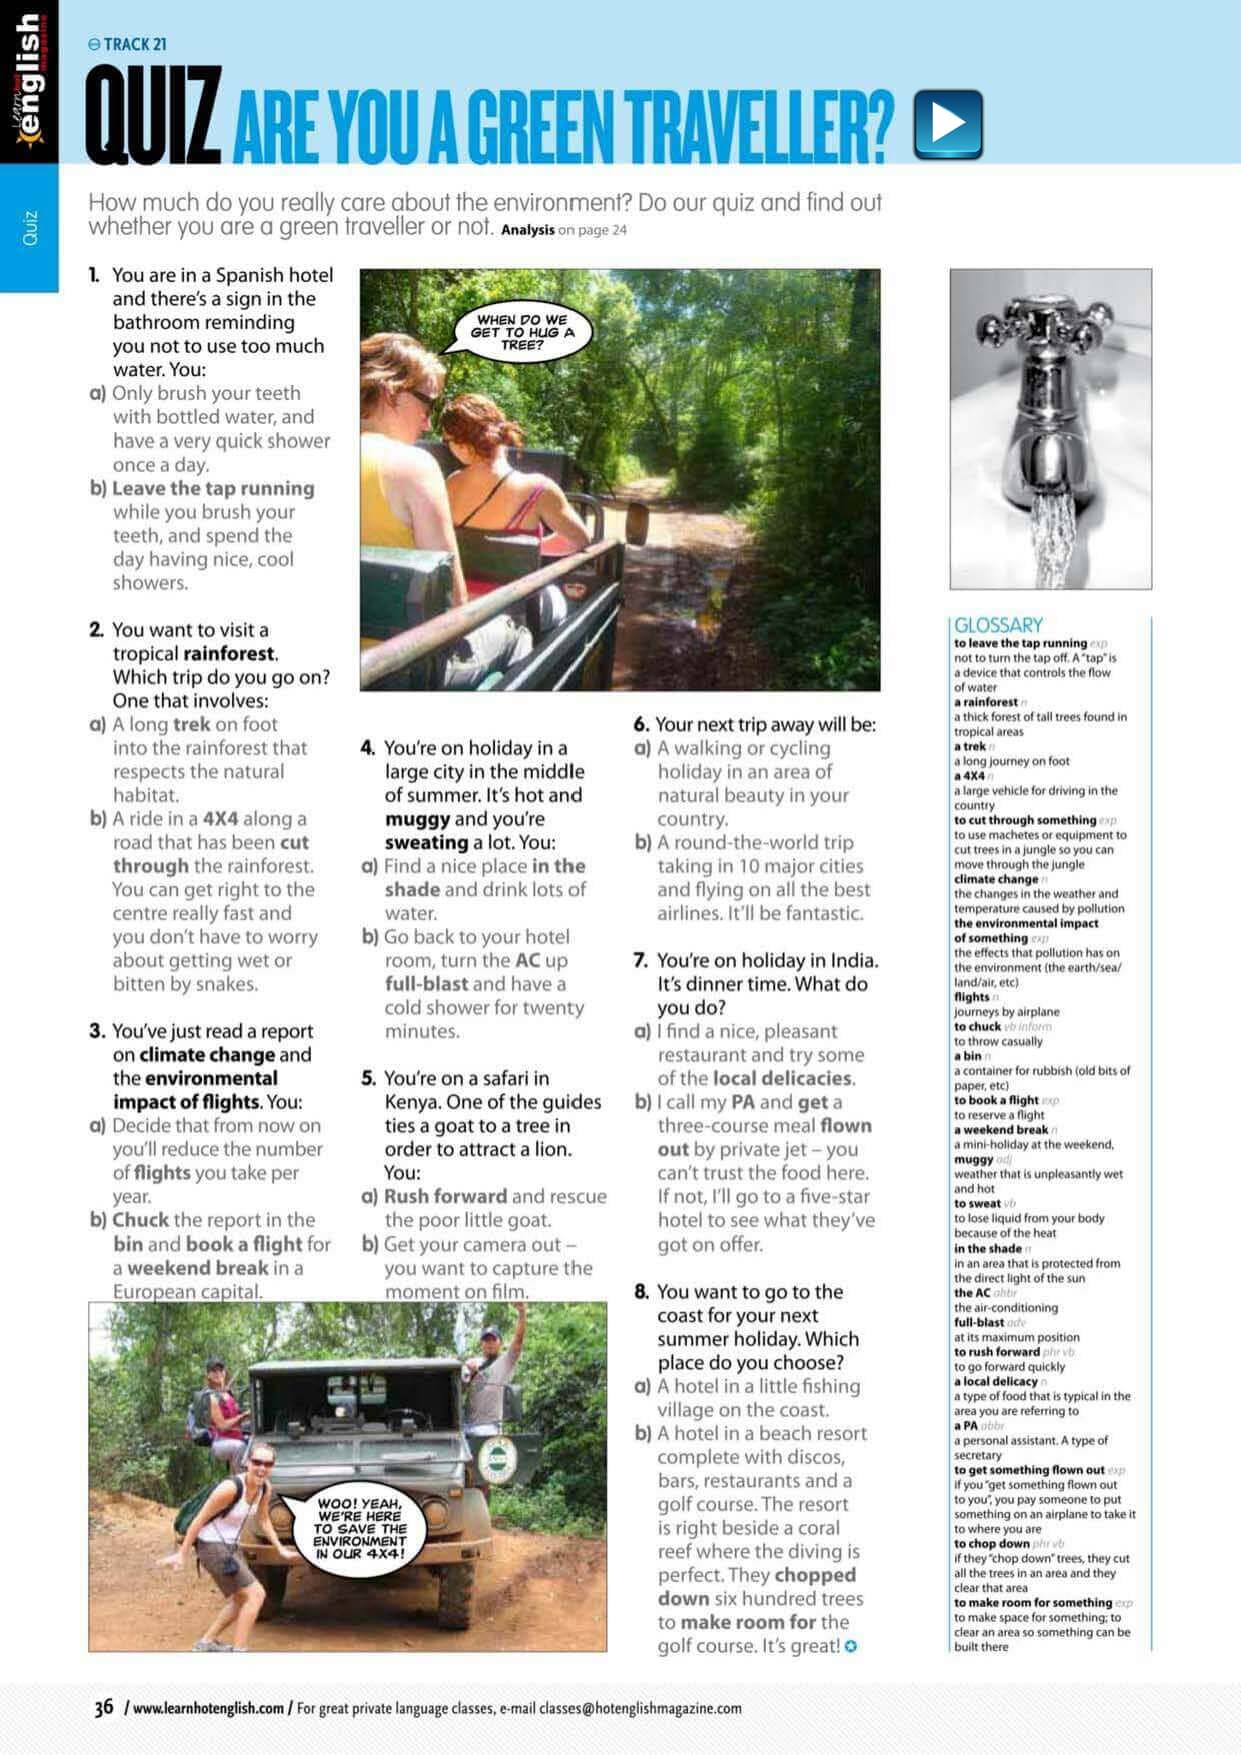 Learn hot
english
magazine
Quiz
TRACK 21
QUIZ ARE YOU A GREEN TRAVELLER?
How much do you really care about the environment? Do our quiz and find out
whether you are a green traveller or not. Analysis on page 24
1. You are in a Spanish hotel
and there's a sign in the
bathroom reminding
you not to use too much
water. You:
a) Only brush your teeth
with bottled water, and
have a very quick shower
once a day.
b) Leave the tap running
while you brush your
teeth, and spend the
day having nice, cool
showers.
2. You want to visit a
tropical rainforest.
Which trip do you go on?
One that involves:
a) A long trek on foot
into the rainforest that
respects the natural
habitat.
b) A ride in a 4X4 along a
road that has been cut
through the rainforest.
You can get right to the
centre really fast and
you don't have to worry
about getting wet or
bitten by snakes.
3. You've just read a report
on climate change and
the environmental
impact of flights. You:
a) Decide that from now on
you'll reduce the number
of flights you take per
year.
b) Chuck the report in the
bin and book a flight for
a weekend break in a
European capital.
WHEN DO WE
GET TO HUG A
TREE?
4. You're on holiday in a
large city in the middle
of summer. It's hot and
muggy and you're
sweating a lot. You:
a) Find a nice place in the
shade and drink lots of
water.
b) Go back to your hotel
room, turn the AC up
full-blast and have a
cold shower for twenty
minutes.
5. You're on a safari in
Kenya. One of the guides
ties a goat to a tree in
order to attract a lion.
You:
a) Rush forward and rescue
the poor little goat.
b) Get your camera out –
you want to capture the
moment on film.
WOO! YEAH,
WE'RE HERE
TO SAVE THE
ENVIRONMENT
IN OUR 4X4!
6. Your next trip away will be:
a) A walking or cycling
holiday in an area of
natural beauty in your
country.
b) A round-the-world trip
taking in 10 major cities
and flying on all the best
airlines. It'll be fantastic.
7. You're on holiday in India.
It's dinner time. What do
you do?
a) I find a nice, pleasant
restaurant and try some
of the local delicacies.
b) I call my PA and get a
three-course meal flown
out by private jet – you
can't trust the food here.
If not, I'll go to a five-star
hotel to see what they've
got on offer.
8. You want to go to the
coast for your next
summer holiday. Which
place do you choose?
a) A hotel in a little fishing
village on the coast.
b) A hotel in a beach resort
complete with discos,
bars, restaurants and a
golf course. The resort
is right beside a coral
reef where the diving is
perfect. They chopped
down six hundred trees
to make room for the
golf course. It's great!
GLOSSARY
to leave the tap running exp
not to turn the tap off. A "tap" is
a device that controls the flow
of water
a rainforest n
a thick forest of tall trees found in
tropical areas
a trek n
a long journey on foot
a 4X4 n
a large vehicle for driving in the
country
to cut through something exp
to use machetes or equipment to
cut trees in a jungle so you can
move through the jungle
climate change n
the changes in the weather and
temperature caused by pollution
the environmental impact
of something exp
the effects that pollution has on
the environment (the earth/sea/
land/air, etc)
flights n
journeys by airplane
to chuck vb inform
to throw casually
a bin n
a container for rubbish (old bits of
paper, etc)
to book a flight exp
to reserve a flight
a weekend break n
a mini-holiday at the weekend,
muggy adj
weather that is unpleasantly wet
and hot
to sweat vb
to lose liquid from your body
because of the heat
in the shade n
in an area that is protected from
the direct light of the sun
the AC abbr
the air-conditioning
full-blast adv
at its maximum position
to rush forward phr vb
to go forward quickly
a local delicacy n
a type of food that is typical in the
area you are referring to
a PA abbr
a personal assistant. A type of
secretary
to get something flown out exp
if you "get something flown out
to you", you pay someone to put
something on an airplane to take it
to where you are
to chop down phr vb
if they "chop down" trees, they cut
all the trees in an area and they
clear that area
to make room for something exp
to make space for something; to
clear an area so something can be
built there
36 / www.learnhotenglish.com / For great private language classes, e-mail classes@hotenglishmagazine.com